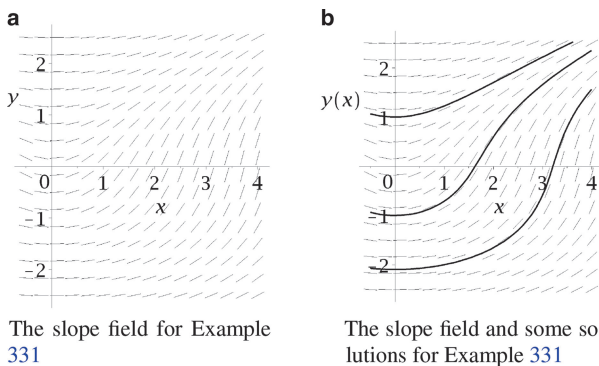 a
b
2
y
1
0
1
2
3
4
x
-1
-2
2
y(x)
1
0
1
2
3
4
x
-1
-2
The slope field for Example
331
The slope field and some so
lutions for Example 331